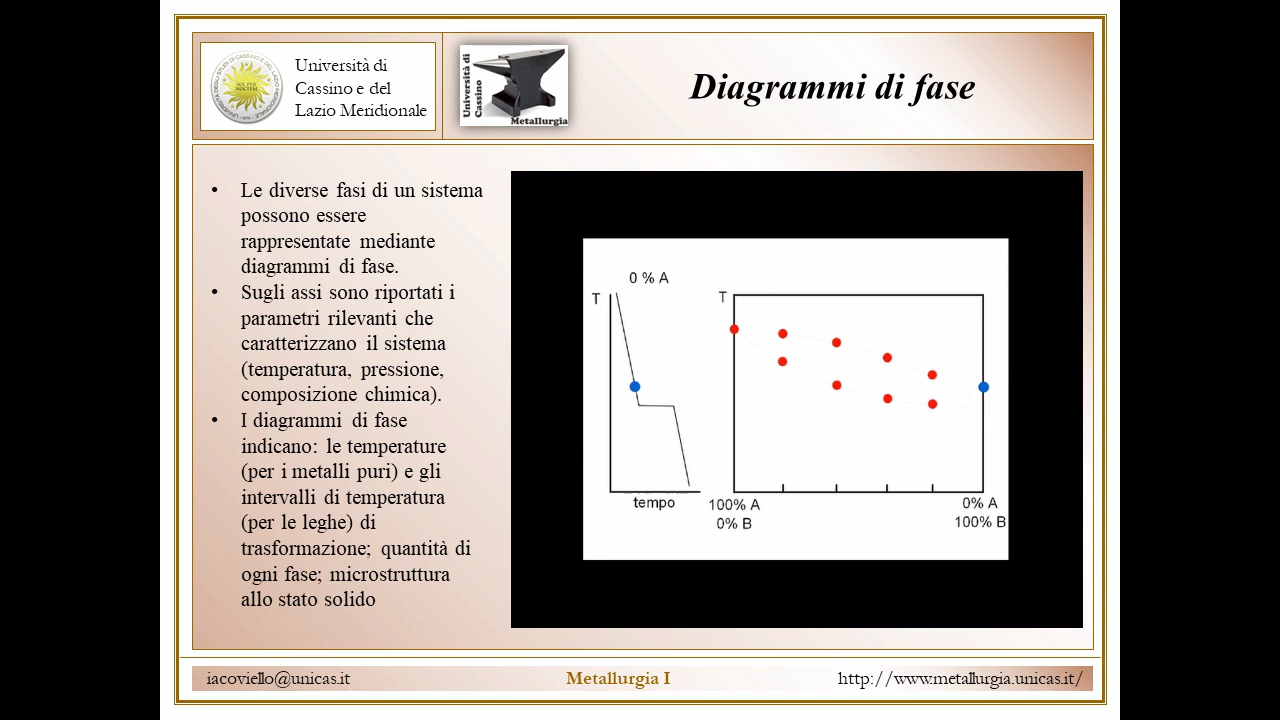 Università di
Cassino e del
Lazio Meridionale
Università di
Cassino
Metallurgia
Diagrammi di fase
• Le diverse fasi di un sistema
possono essere
rappresentate mediante
diagrammi di fase.
• Sugli assi sono riportati i
parametri rilevanti che
caratterizzano il sistema
(temperatura, pressione,
composizione chimica).
• I diagrammi di fase
indicano: le temperature
(per i metalli puri) e gli
intervalli di temperatura
(per le leghe) di
trasformazione; quantità di
ogni fase; microstruttura
allo stato solido
0 % A
T
tempo
T
100% A
0% B
0% A
100% B
iacoviello@unicas.it
Metallurgia I
http://www.metallurgia.unicas.it/